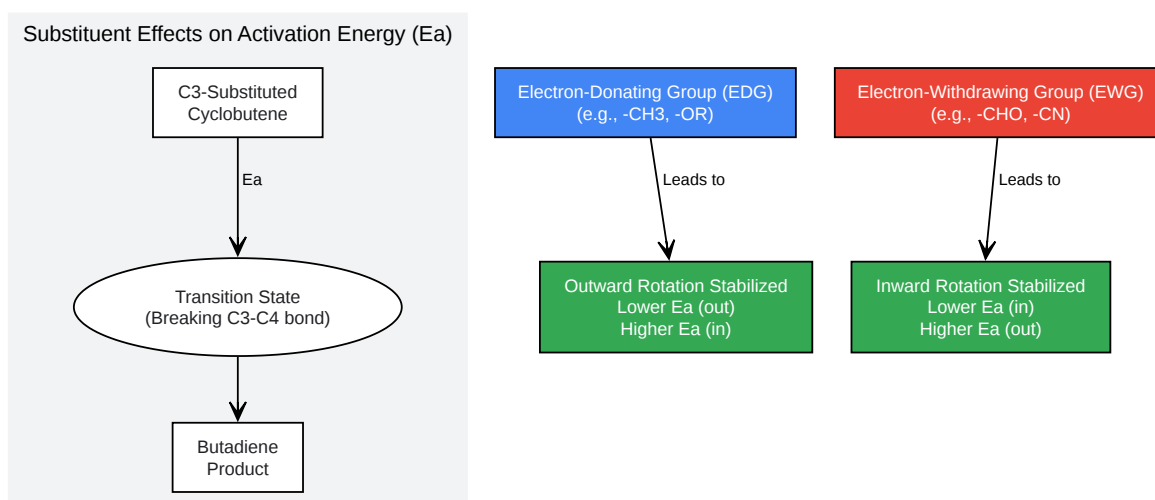 Substituent Effects on Activation Energy (Ea)
C3-Substituted
Cyclobutene
Ea
Transition State
(Breaking C3-C4 bond)
Butadiene
Product
Electron-Donating Group (EDG)
(e.g., -CH3, -OR)
Leads to
Outward Rotation Stabilized
Lower Ea (out)
Higher Ea (in)
Electron-Withdrawing Group (EWG)
(e.g., -CHO, -CN)
Leads to
Inward Rotation Stabilized
Lower Ea (in)
Higher Ea (out)